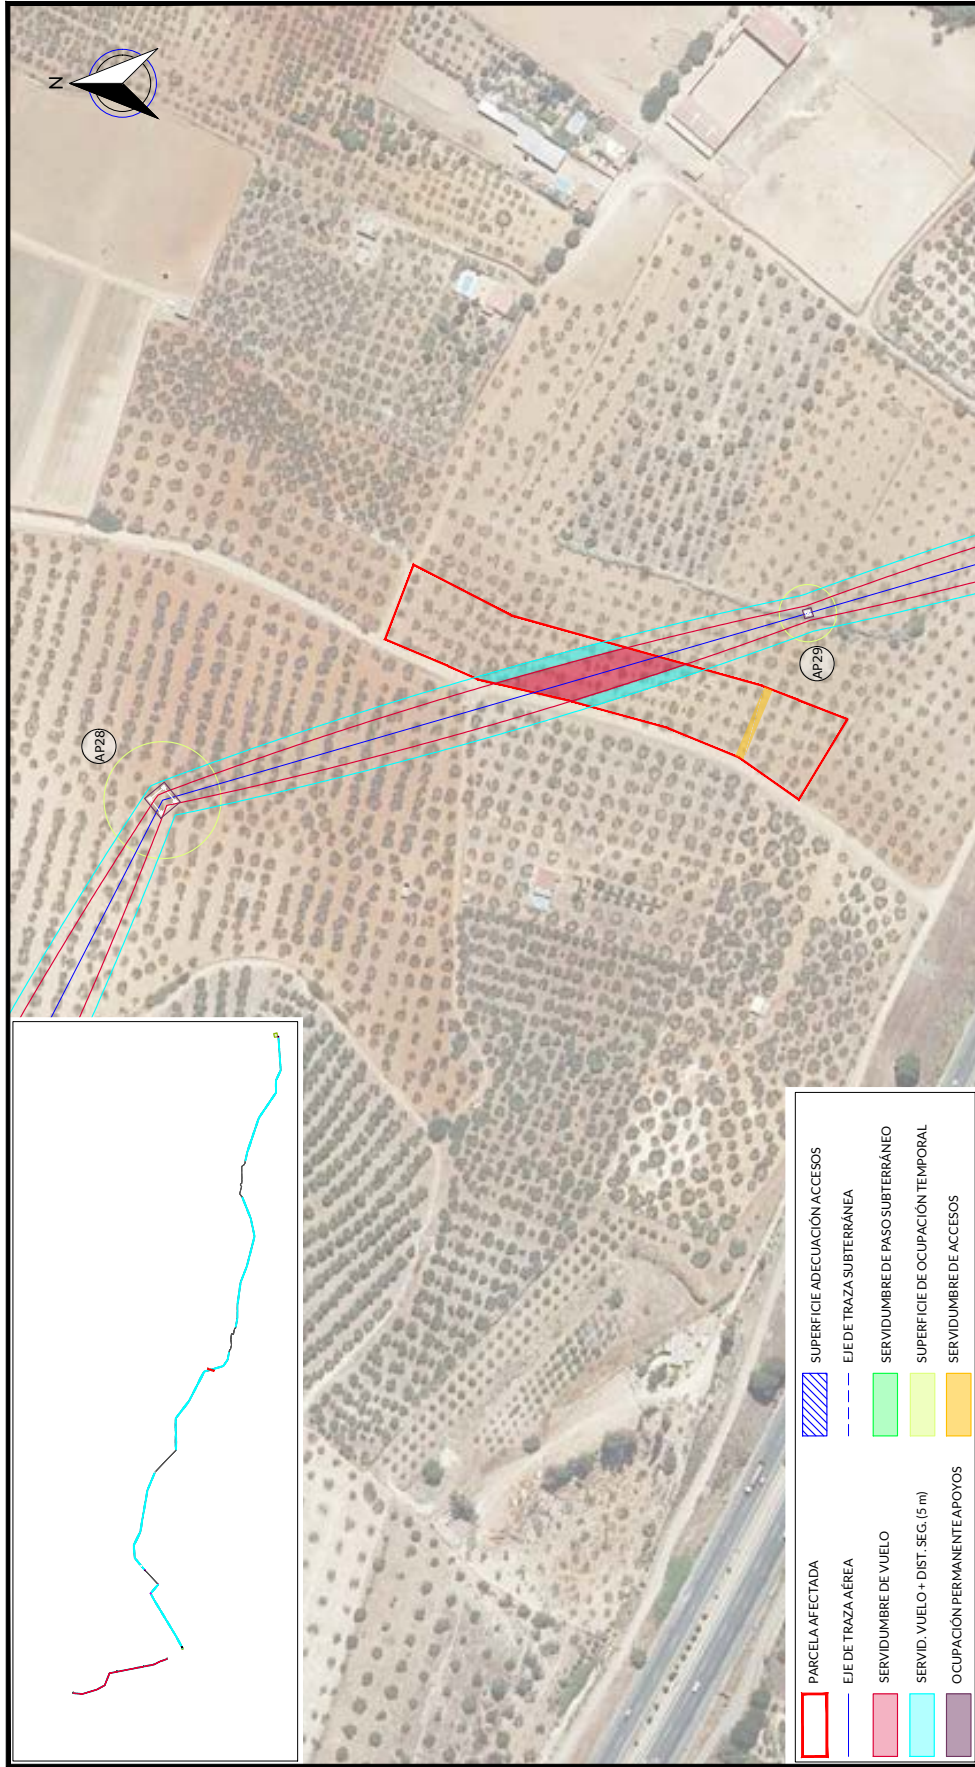 N
AP28
AP29
PARCELA AFECTADA
EJE DE TRAZA AÉREA
SERVIDUMBRE DE VUELO
SERVID. VUELO + DIST. SEG. (5 m)
OCUPACIÓN PERMANENTE APOYOS
SUPERFICIE ADECUACIÓN ACCESOS
EJE DE TRAZA SUBTERRÁNEA
SERVIDUMBRE DE PASO SUBTERRÁNEO
SUPERFICIE DE OCUPACIÓN TEMPORAL
SERVIDUMBRE DE ACCESOS